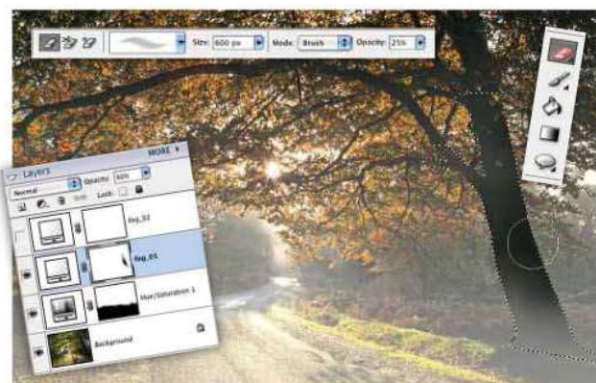 Size: 600 px Mode: Brush Opacity: 25%
MORE
Layers
Normal Opacity:
Lock:
fog_02
fog_01
Hue/Saturation 1
Background